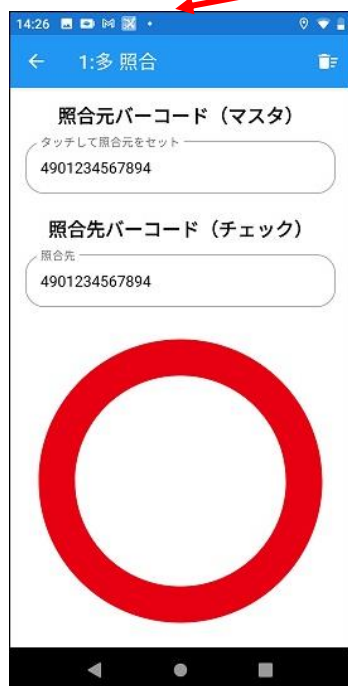 14:26
1:多 照合
照合元バーコード（マスタ）
タッチして照合元をセット
4901234567894
照合先バーコード（チェック）
照合先
4901234567894